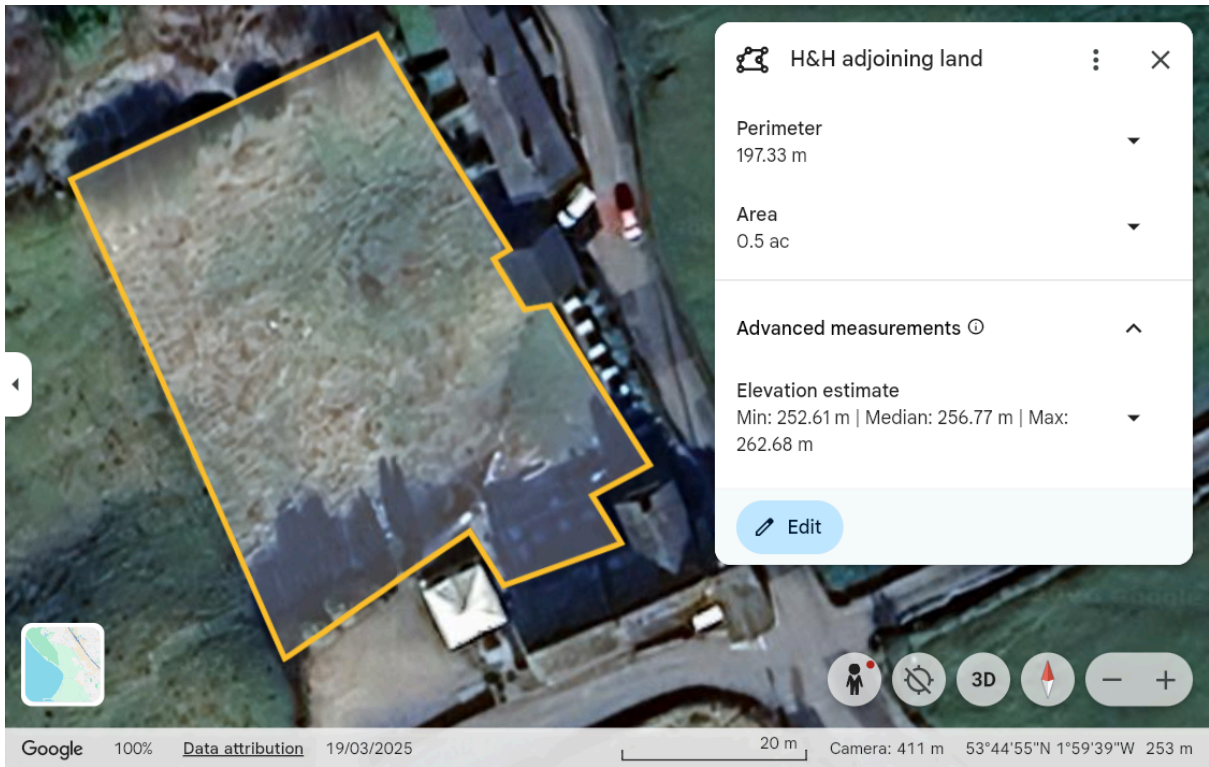 H&H adjoining land
Perimeter
197.33 m
Area
0.5 ac
Advanced measurements
Elevation estimate
Min: 252.61 m | Median: 256.77 m | Max:
262.68 m
Edit
3D
Google 100% Data attribution 19/03/2025 20 m Camera: 411 m 53°44'55"N 1°59'39"W 253 m